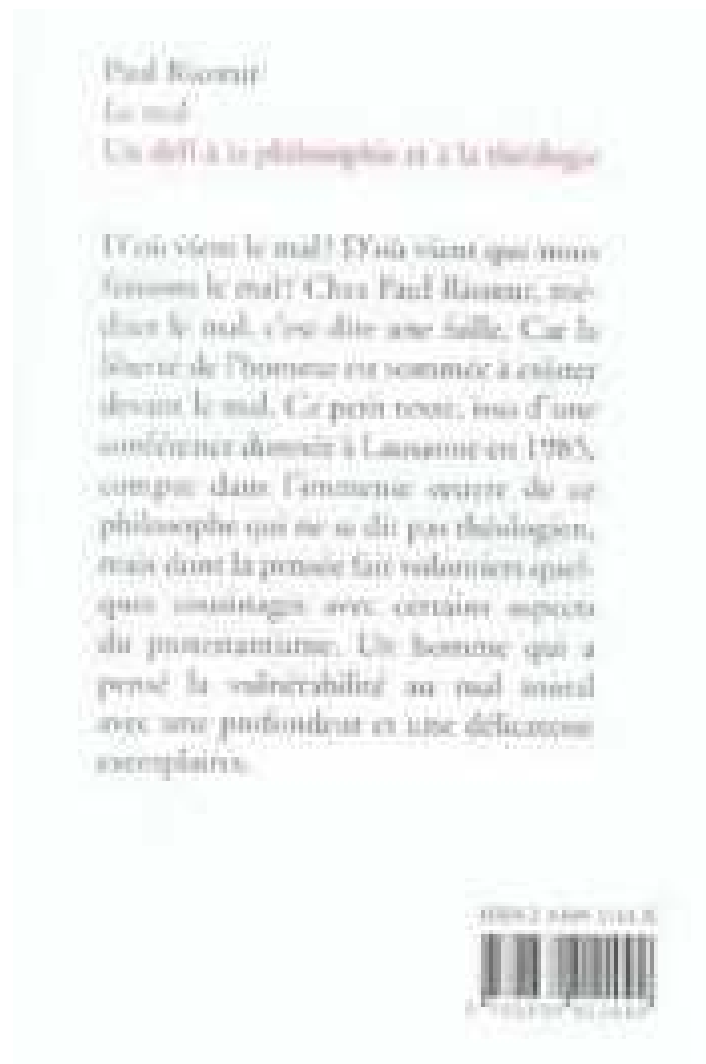 Paul Ricœur
Le mal
Un défi à la philosophie et à la théologie
D'où vient le mal? D'où vient que nous
faisons le mal? Chez Paul Ricœur, mé-
diter le mal, c'est dire une faille. Car la
liberté de l'homme est sommée à exister
devant le mal. Ce petit texte, issu d'une
conférence donnée à Lausanne en 1985,
compte dans l'immense œuvre de ce
philosophe qui ne se dit pas théologien,
mais dont la pensée fait volontiers quel-
ques cousinages avec certains aspects
du protestantisme. Un homme qui a
pensé la vulnérabilité au mal moral
avec une profondeur et une délicatesse
exemplaires.